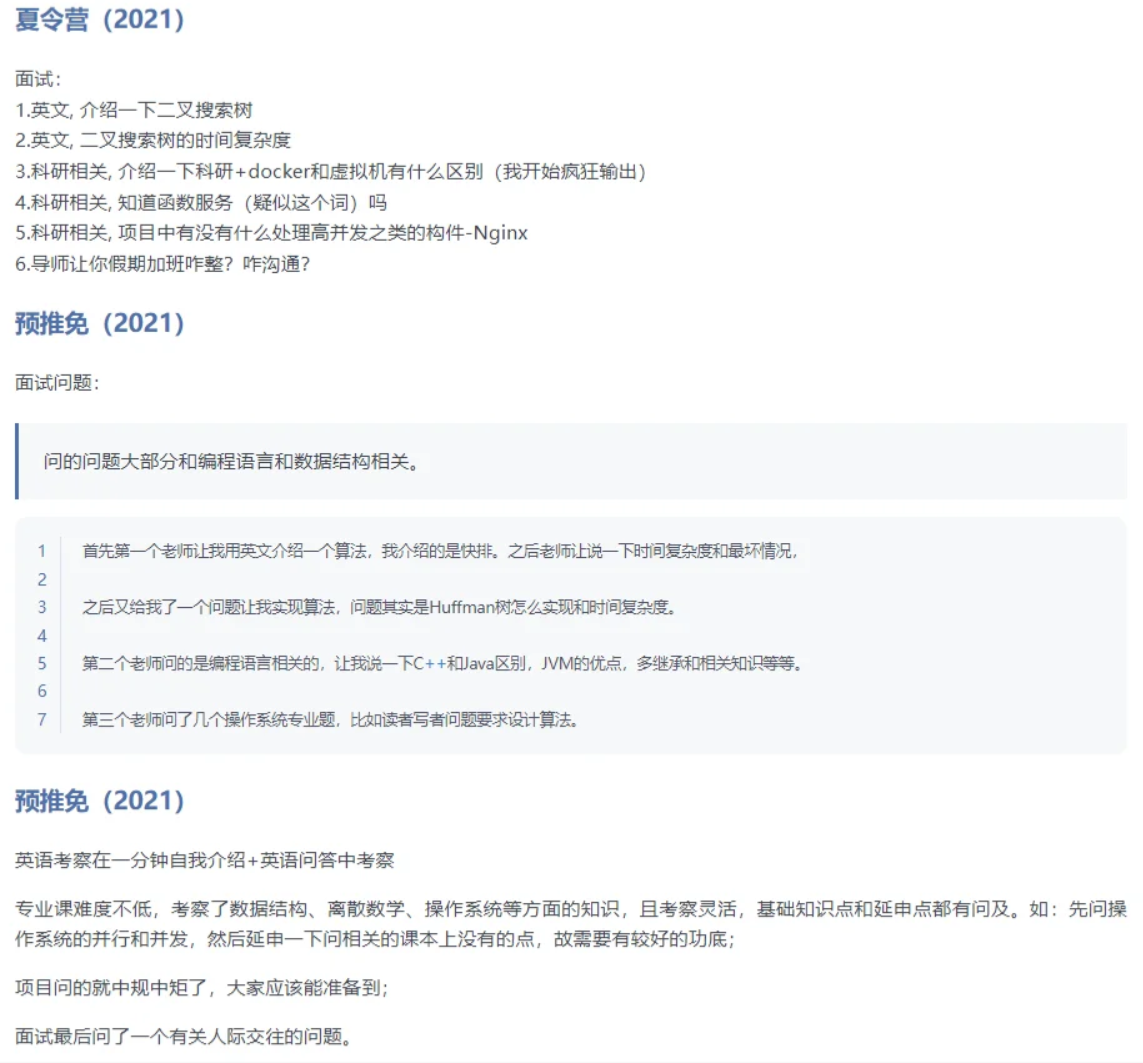 夏令营（2021）
面试：
1.英文, 介绍一下二叉搜索树
2.英文, 二叉搜索树的时间复杂度
3.科研相关, 介绍一下科研+docker和虚拟机有什么区别（我开始疯狂输出）
4.科研相关, 知道函数服务（疑似这个词）吗
5.科研相关, 项目中有没有什么处理高并发之类的构件-Nginx
6.导师让你假期加班咋整？咋沟通？
预推免（2021）
面试问题：
问的问题大部分和编程语言和数据结构相关。
1 首先第一个老师让我用英文介绍一个算法，我介绍的是快排。之后老师让说一下时间复杂度和最坏情况，
2
3 之后又给我了一个问题让我实现算法，问题其实是Huffman树怎么实现和时间复杂度。
4
5 第二个老师问的是编程语言相关的，让我说一下C++和Java区别，JVM的优点，多继承和相关知识等等。
6
7 第三个老师问了几个操作系统专业题，比如读者写者问题要求设计算法。
预推免（2021）
英语考察在一分钟自我介绍+英语问答中考察
专业课难度不低，考察了数据结构、离散数学、操作系统等方面的知识，且考察灵活，基础知识点和延申点都有问及。如：先问操
作系统的并行和并发，然后延申一下问相关的课本上没有的点，故需要有较好的功底；
项目问的就中规中矩了，大家应该能准备到；
面试最后问了一个有关人际交往的问题。